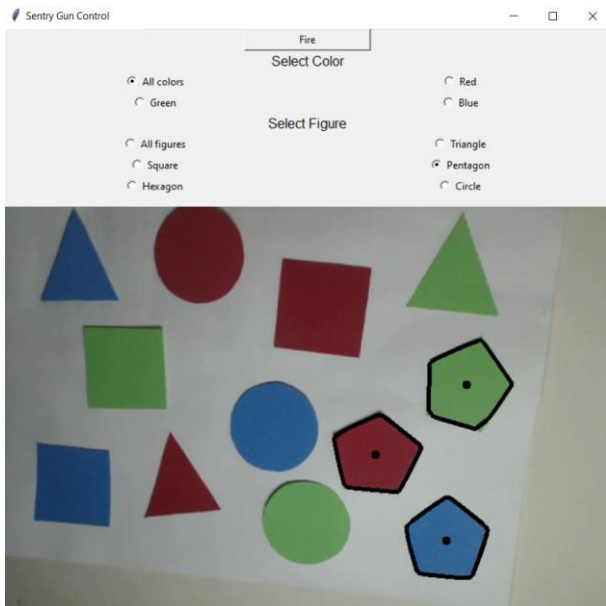 Sentry Gun Control
Fire
Select Color
All colors Red
Green Blue
Select Figure
All figures Triangle
Square Pentagon
Hexagon Circle